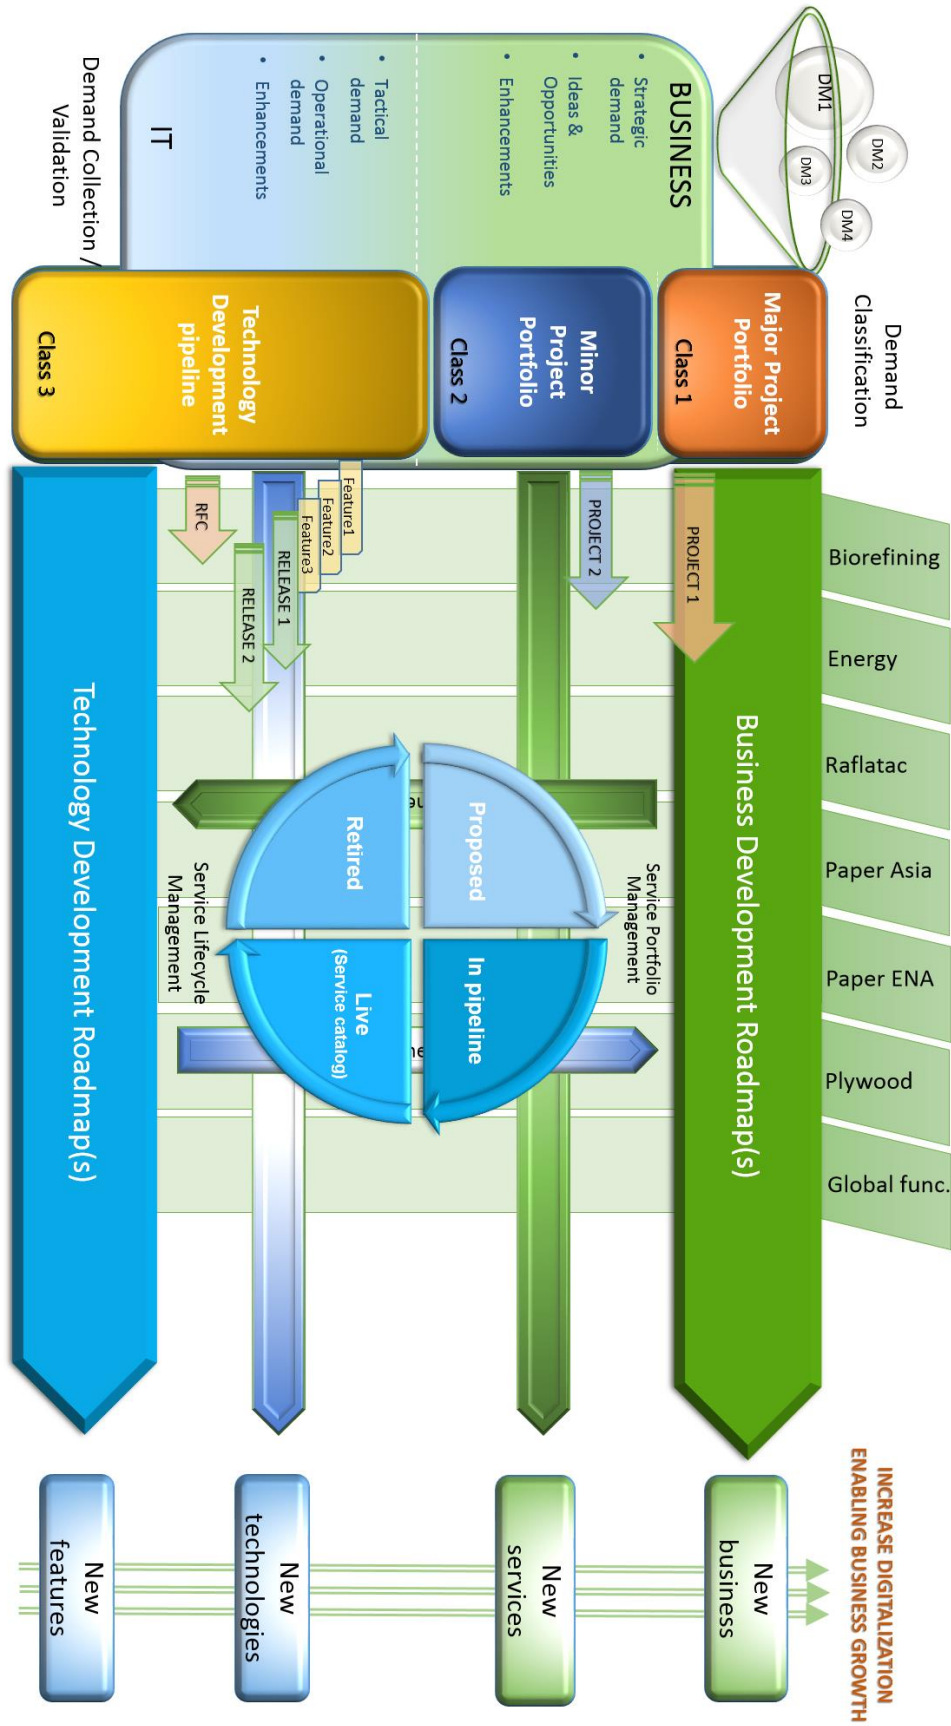 DM1
DM2
DM3
DM4
Demand
Classification
BUSINESS
• Strategic
demand
• Ideas &
Opportunities
• Enhancements
• Tactical
demand
• Operational
demand
• Enhancements
IT
Demand Collection /
Validation
Major Project
Portfolio
Class 1
Minor
Project
Portfolio
Class 2
Technology
Development
pipeline
Class 3
Biorefining
Energy
Raflatac
Paper Asia
Paper ENA
Plywood
Global func.
Business Development Roadmap(s)
PROJECT 1
PROJECT 2
Feature1
Feature2
Feature3
RELEASE 1
RELEASE 2
RFC
Service Portfolio
Management
Proposed
In pipeline
Retired
Live
(Service catalog)
Service Lifecycle
Management
Technology Development Roadmap(s)
INCREASE DIGITALIZATION
ENABLING BUSINESS GROWTH
New
business
New
services
New
technologies
New
features